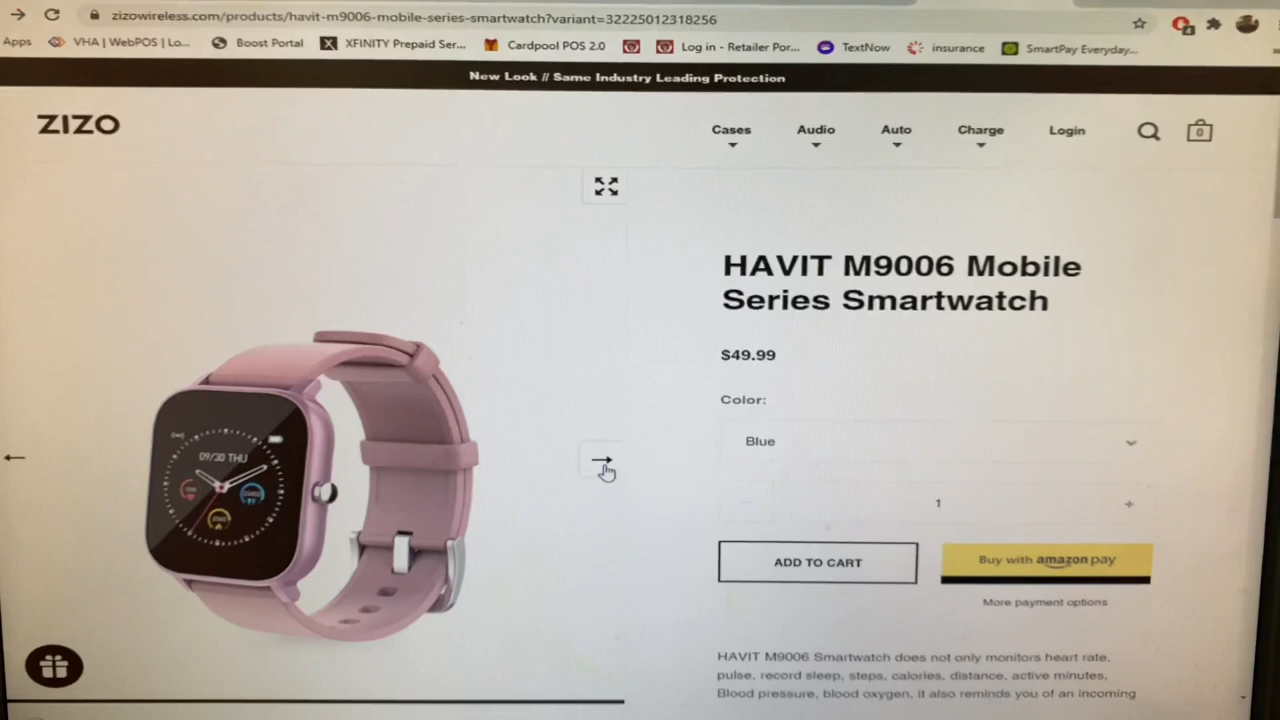 zizowireless.com/products/havit-m9006-mobile-series-smartwatch?variant=32225012318256
Apps VHA | WebPOS | Lo... Boost Portal XFINITY Prepaid Ser... Cardpool POS 2.0 Log in - Retailer Por... TextNow insurance SmartPay Everyday...
New Look // Same Industry Leading Protection
ZIZO
Cases Audio Auto Charge Login 0
HAVIT M9006 Mobile
Series Smartwatch
$49.99
Color:
Blue
09/30 THU
1 +
ADD TO CART
Buy with amazon pay
More payment options
HAVIT M9006 Smartwatch does not only monitors heart rate,
pulse, record sleep, steps, calories, distance, active minutes,
Blood pressure, blood oxygen, it also reminds you of an incoming